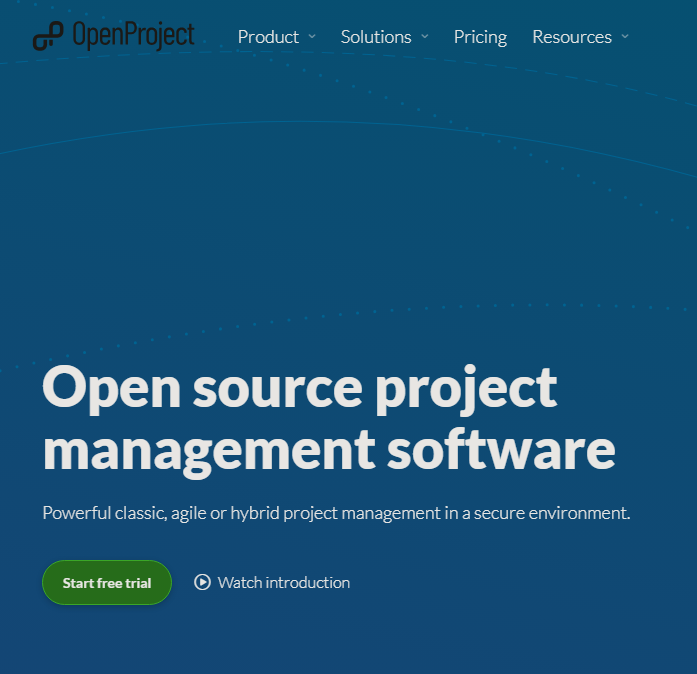 OpenProject Product Solutions Pricing Resources
Open source project
management software
Powerful classic, agile or hybrid project management in a secure environment.
Start free trial Watch introduction